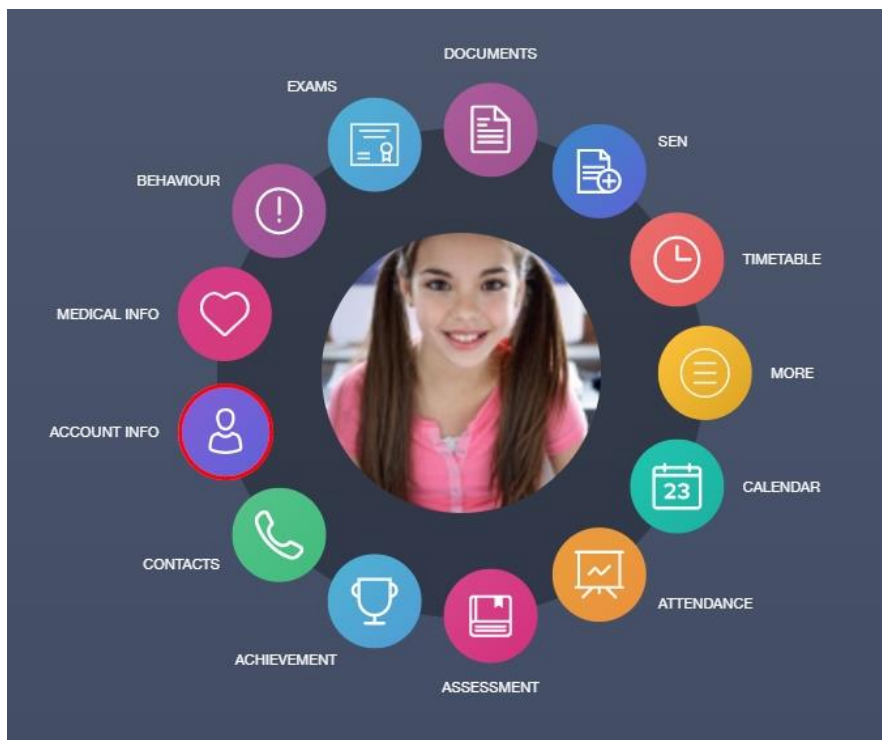 DOCUMENTS
EXAMS
SEN
BEHAVIOUR
TIMETABLE
MEDICAL INFO
MORE
ACCOUNT INFO
CALENDAR
23
CONTACTS
ATTENDANCE
ACHIEVEMENT
ASSESSMENT